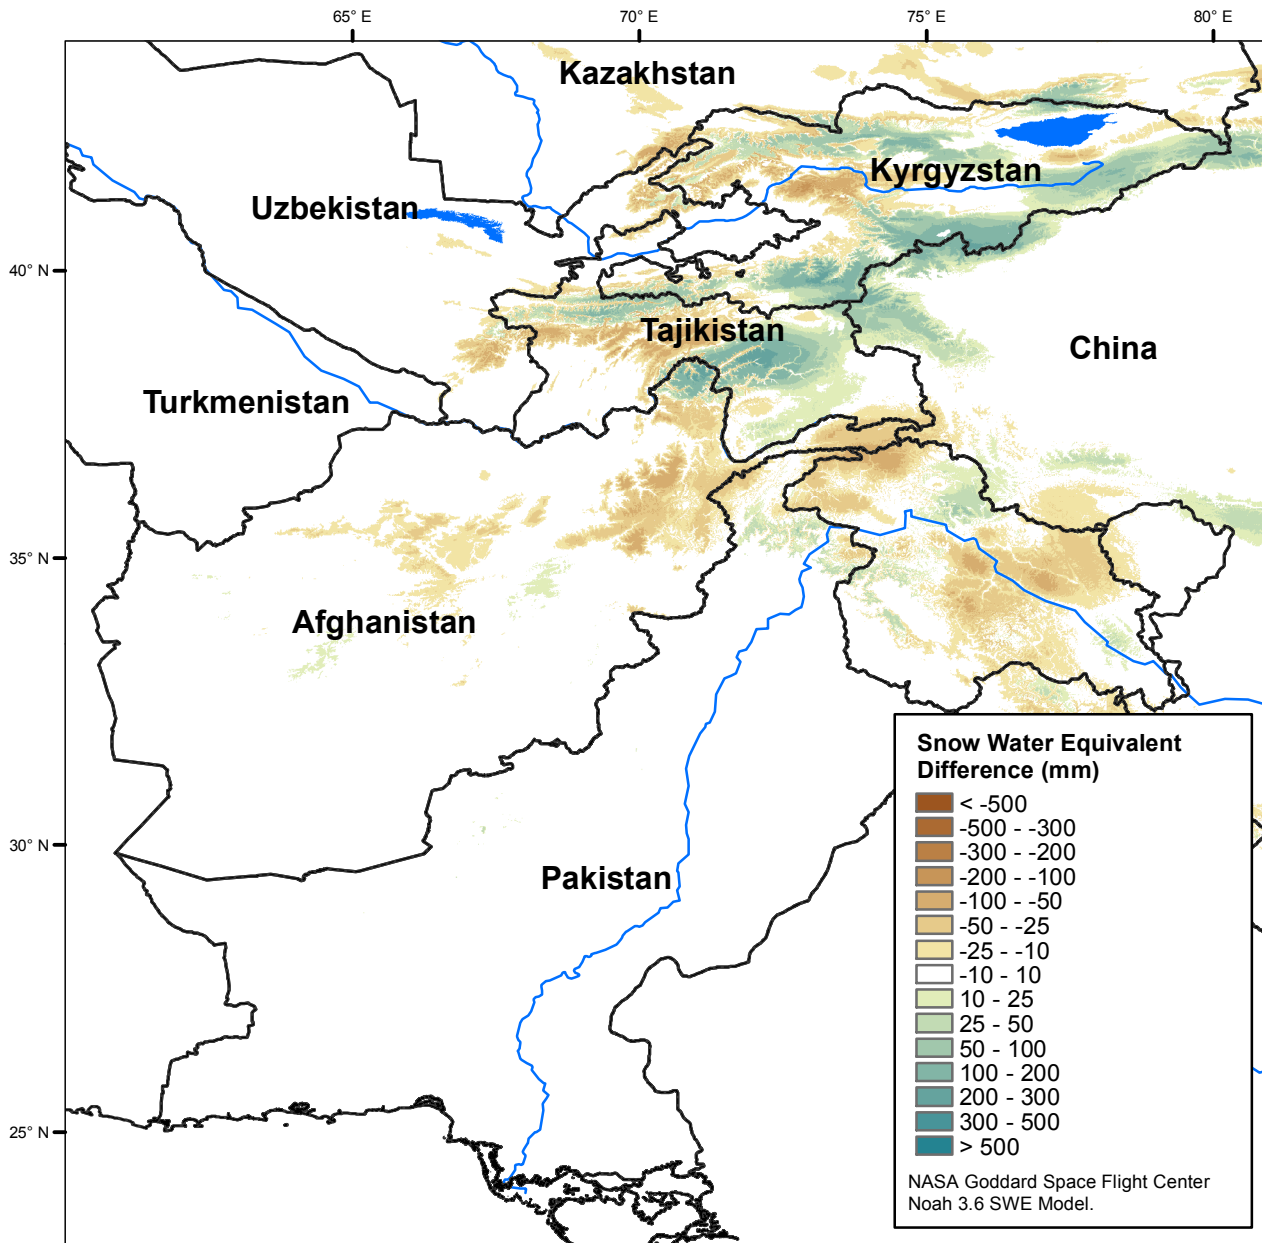 65° E
70° E
75° E
80° E
Kazakhstan
Kyrgyzstan
Uzbekistan
40° N
Tajikistan
China
Turkmenistan
35° N
Afghanistan
30° N
Pakistan
25° N
Snow Water Equivalent
Difference (mm)
< -500
-500 - -300
-300 - -200
-200 - -100
-100 - -50
-50 - -25
-25 - -10
-10 - 10
10 - 25
25 - 50
50 - 100
100 - 200
200 - 300
300 - 500
> 500
NASA Goddard Space Flight Center
Noah 3.6 SWE Model.